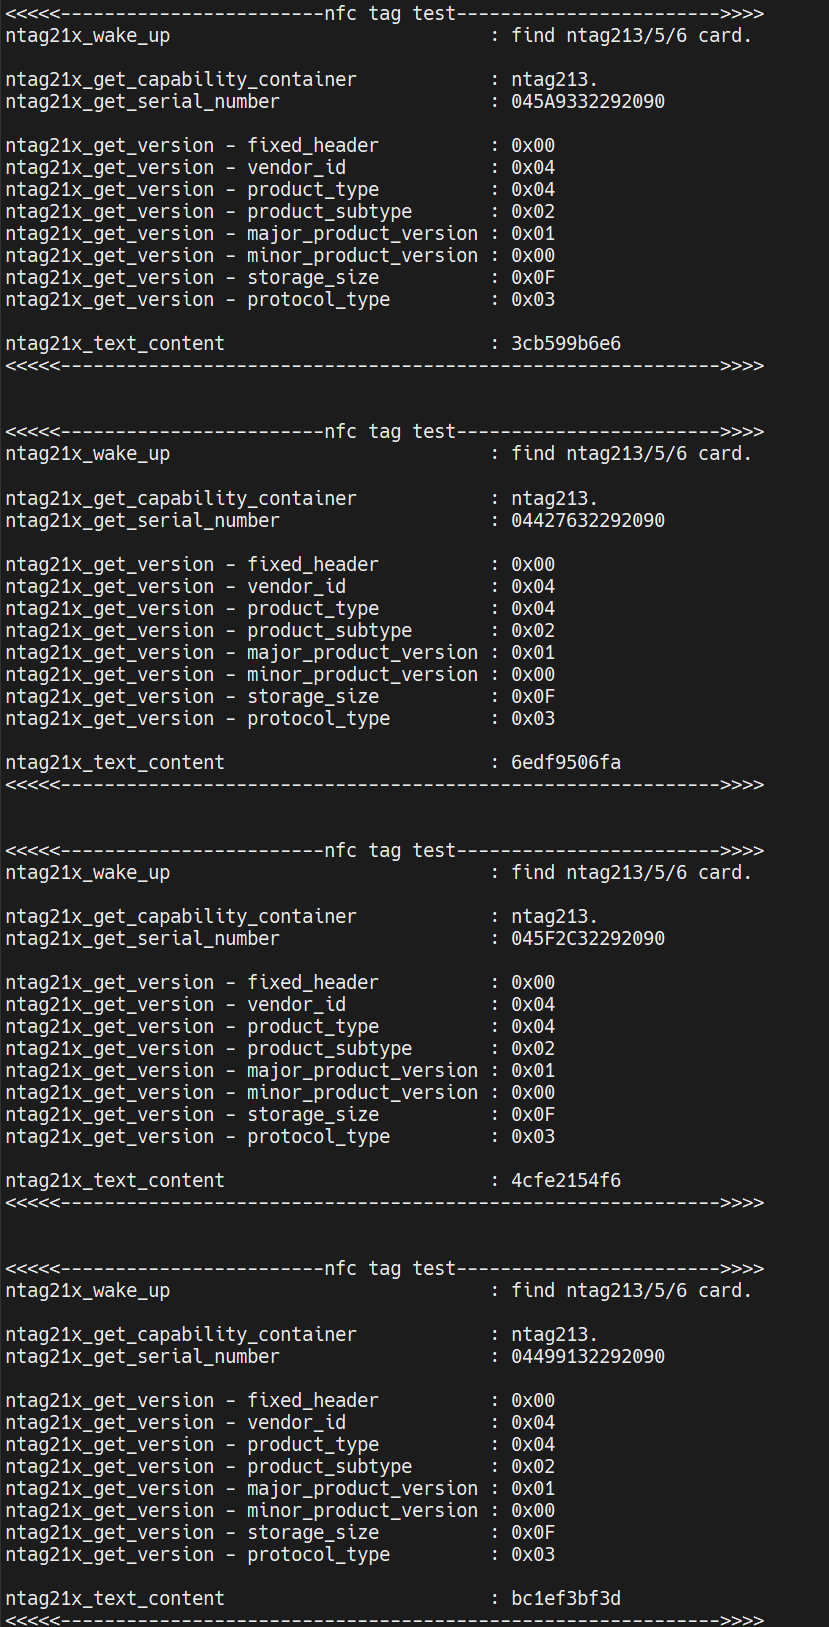 <<<<<------------------------nfc tag test------------------------>>>>
ntag21x_wake_up                             : find ntag213/5/6 card.

ntag21x_get_capability_container            : ntag213.
ntag21x_get_serial_number                   : 045A9332292090

ntag21x_get_version - fixed_header          : 0x00
ntag21x_get_version - vendor_id             : 0x04
ntag21x_get_version - product_type          : 0x04
ntag21x_get_version - product_subtype       : 0x02
ntag21x_get_version - major_product_version : 0x01
ntag21x_get_version - minor_product_version : 0x00
ntag21x_get_version - storage_size          : 0x0F
ntag21x_get_version - protocol_type         : 0x03

ntag21x_text_content                        : 3cb599b6e6
<<<<<------------------------------------------------------------>>>>

<<<<<------------------------nfc tag test------------------------>>>>
ntag21x_wake_up                             : find ntag213/5/6 card.

ntag21x_get_capability_container            : ntag213.
ntag21x_get_serial_number                   : 04427632292090

ntag21x_get_version - fixed_header          : 0x00
ntag21x_get_version - vendor_id             : 0x04
ntag21x_get_version - product_type          : 0x04
ntag21x_get_version - product_subtype       : 0x02
ntag21x_get_version - major_product_version : 0x01
ntag21x_get_version - minor_product_version : 0x00
ntag21x_get_version - storage_size          : 0x0F
ntag21x_get_version - protocol_type         : 0x03

ntag21x_text_content                        : 6edf9506fa
<<<<<------------------------------------------------------------>>>>

<<<<<------------------------nfc tag test------------------------>>>>
ntag21x_wake_up                             : find ntag213/5/6 card.

ntag21x_get_capability_container            : ntag213.
ntag21x_get_serial_number                   : 045F2C32292090

ntag21x_get_version - fixed_header          : 0x00
ntag21x_get_version - vendor_id             : 0x04
ntag21x_get_version - product_type          : 0x04
ntag21x_get_version - product_subtype       : 0x02
ntag21x_get_version - major_product_version : 0x01
ntag21x_get_version - minor_product_version : 0x00
ntag21x_get_version - storage_size          : 0x0F
ntag21x_get_version - protocol_type         : 0x03

ntag21x_text_content                        : 4cfe2154f6
<<<<<------------------------------------------------------------>>>>

<<<<<------------------------nfc tag test------------------------>>>>
ntag21x_wake_up                             : find ntag213/5/6 card.

ntag21x_get_capability_container            : ntag213.
ntag21x_get_serial_number                   : 04499132292090

ntag21x_get_version - fixed_header          : 0x00
ntag21x_get_version - vendor_id             : 0x04
ntag21x_get_version - product_type          : 0x04
ntag21x_get_version - product_subtype       : 0x02
ntag21x_get_version - major_product_version : 0x01
ntag21x_get_version - minor_product_version : 0x00
ntag21x_get_version - storage_size          : 0x0F
ntag21x_get_version - protocol_type         : 0x03

ntag21x_text_content                        : bc1ef3bf3d
<<<<<------------------------------------------------------------>>>>